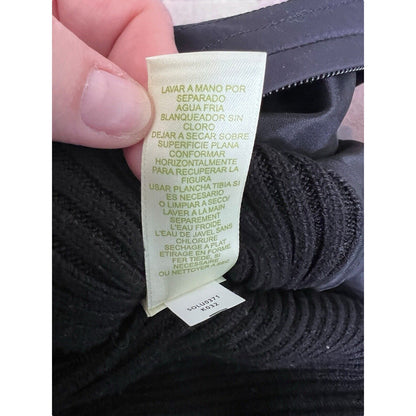 LAVAR A MANO POR
SEPARADO
AGUA FRIA
BLANQUEADOR SIN
CLORO
DEJAR A SECAR SOBRE
SUPERFICIE PLANA
CONFORMAR
HORIZONTALMENTE
PARA RECUPERAR LA
FIGURA
USAR PLANCHA TIBIA SI
ES NECESARIO
O LIMPIAR A SECO/
LAVER A LA MAIN
SEPAREMENT
L'EAU FROIDE
L'EAU DE JAVEL SANS
CHLORURE
SECHAGE A PLAT
ETIRAGE EN FORME
FER TIEDE, SI
NECESSAIRE
OU NETTOYER A SEC
SOLU0271
K032